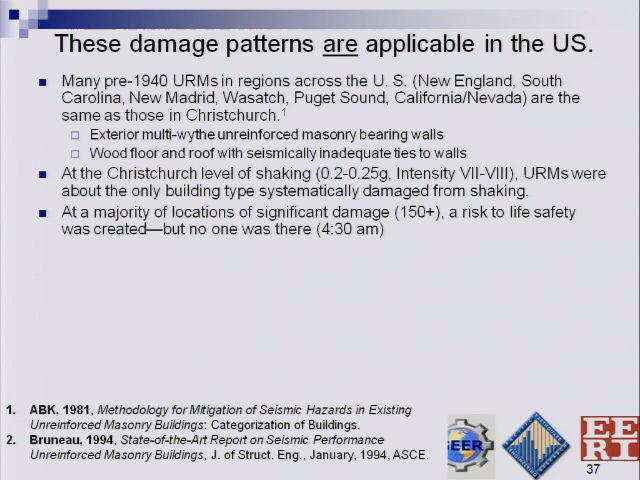 These damage patterns are applicable in the US.
Many pre-1940 URMs in regions across the U. S. (New England, South
Carolina, New Madrid, Wasatch, Puget Sound, California/Nevada) are the
same as those in Christchurch.1
Exterior multi-wythe unreinforced masonry bearing walls
Wood floor and roof with seismically inadequate ties to walls
At the Christchurch level of shaking (0.2-0.25g, Intensity VII-VIII), URMs were
about the only building type systematically damaged from shaking.
At a majority of locations of significant damage (150+), a risk to life safety
was created—but no one was there (4:30 am)
1. ABK, 1981, Methodology for Mitigation of Seismic Hazards in Existing
Unreinforced Masonry Buildings: Categorization of Buildings.
2. Bruneau, 1994, State-of-the-Art Report on Seismic Performance
Unreinforced Masonry Buildings, J. of Struct. Eng., January, 1994, ASCE.
GEER
EE
RI
37